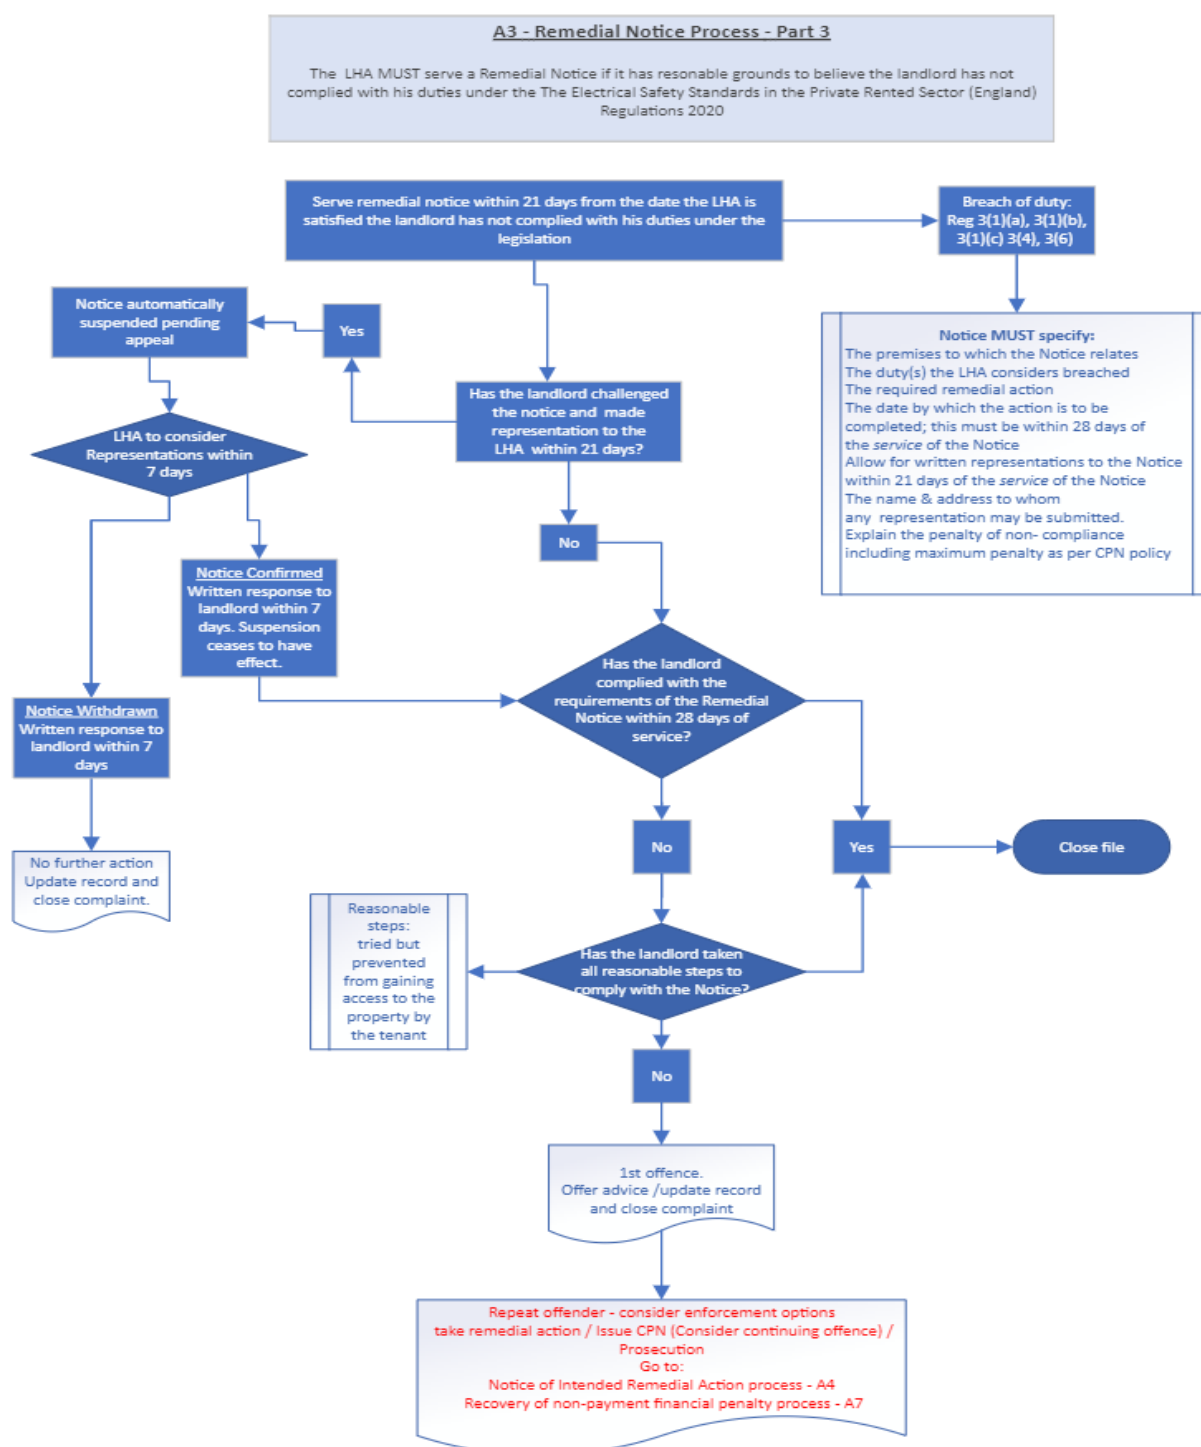 A3 - Remedial Notice Process - Part 3
The LHA MUST serve a Remedial Notice if it has resonable grounds to believe the landlord has not
complied with his duties under the The Electrical Safety Standards in the Private Rented Sector (England)
Regulations 2020
Serve remedial notice within 21 days from the date the LHA is
satisfied the landlord has not complied with his duties under the
legislation
Breach of duty:
Reg 3(1)(a), 3(1)(b),
3(1)(c) 3(4), 3(6)
Notice automatically
suspended pending
appeal
Yes
Notice MUST specify:
The premises to which the Notice relates
The duty(s) the LHA considers breached
The required remedial action
The date by which the action is to be
completed; this must be within 28 days of
the service of the Notice
Allow for written representations to the Notice
within 21 days of the service of the Notice
The name & address to whom
any representation may be submitted.
Explain the penalty of non- compliance
including maximum penalty as per CPN policy
Has the landlord challenged
the notice and made
representation to the
LHA within 21 days?
LHA to consider
Representations within
7 days
No
Notice Confirmed
Written response to
landlord within 7
days. Suspension
ceases to have
effect.
Has the landlord
complied with the
requirements of the Remedial
Notice within 28 days of
service?
Notice Withdrawn
Written response to
landlord within 7
days
No
Yes
Close file
No further action
Update record and
close complaint.
Reasonable
steps:
tried but
prevented
from gaining
access to the
property by
the tenant
Has the landlord taken
all reasonable steps to
comply with the Notice?
No
1st offence.
Offer advice /update record
and close complaint
Repeat offender - consider enforcement options
take remedial action / Issue CPN (Consider continuing offence) /
Prosecution
Go to:
Notice of Intended Remedial Action process - A4
Recovery of non-payment financial penalty process - A7